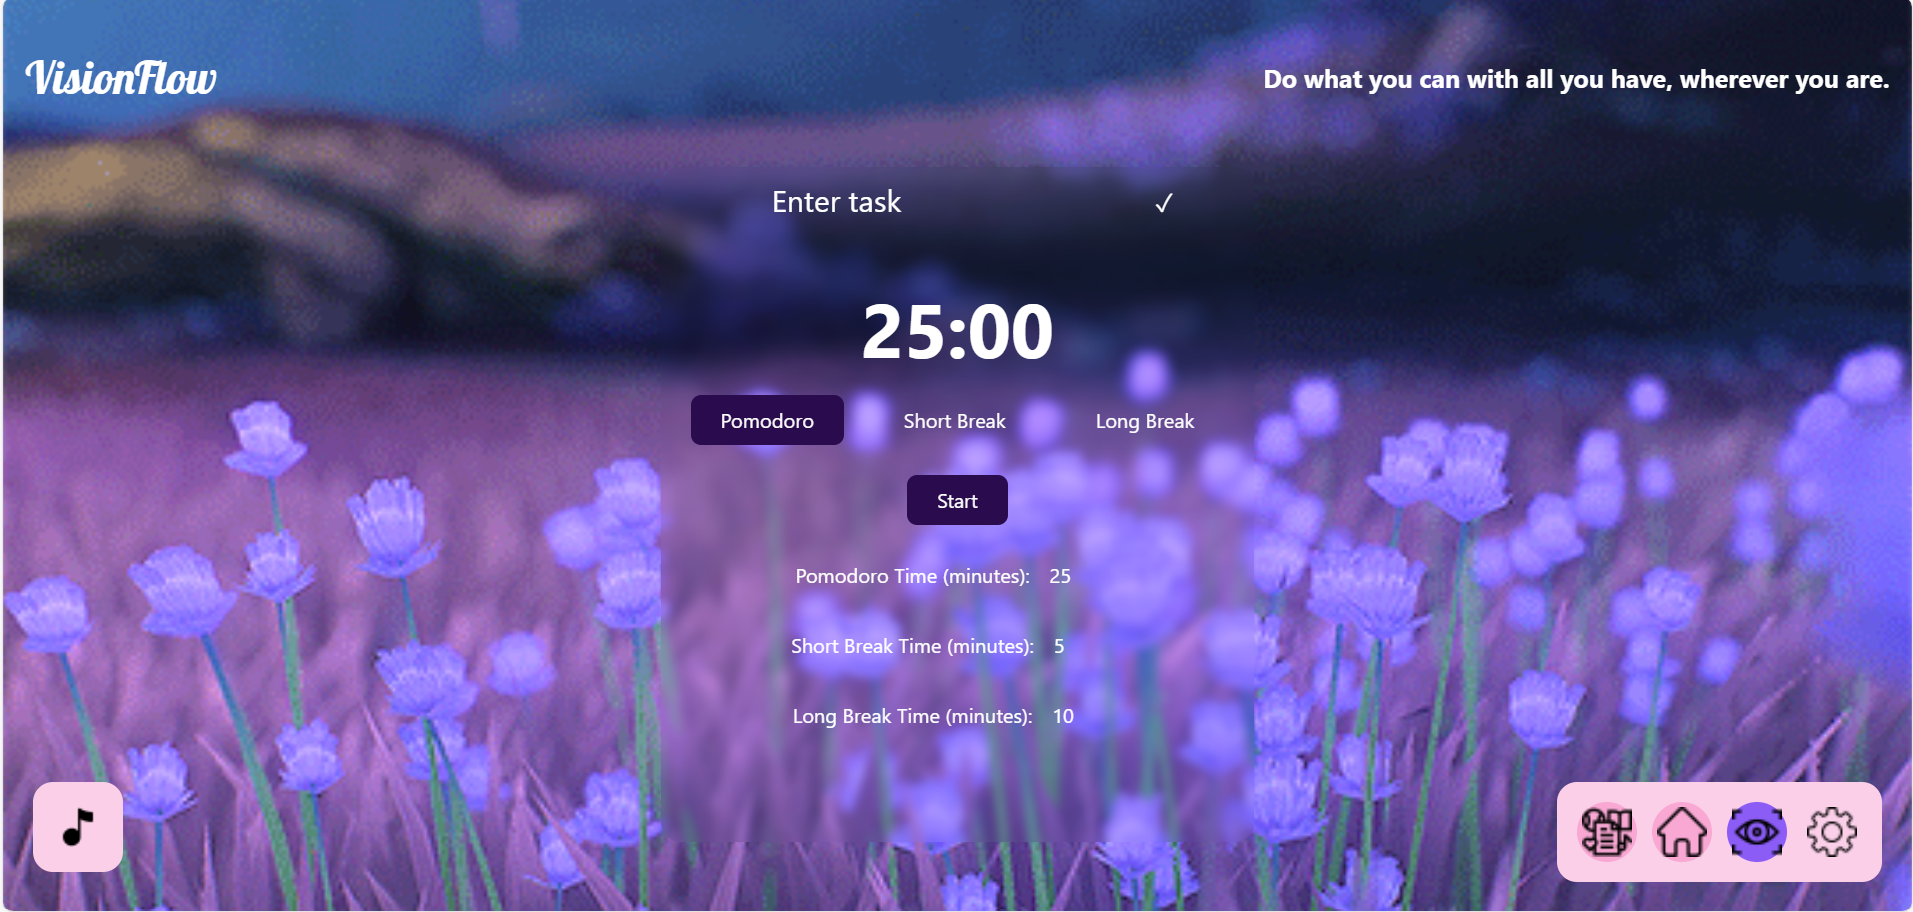 VisionFlow
Do what you can with all you have, wherever you are.
Enter task ✓
25:00
Pomodoro Short Break Long Break
Start
Pomodoro Time (minutes): 25
Short Break Time (minutes): 5
Long Break Time (minutes): 10